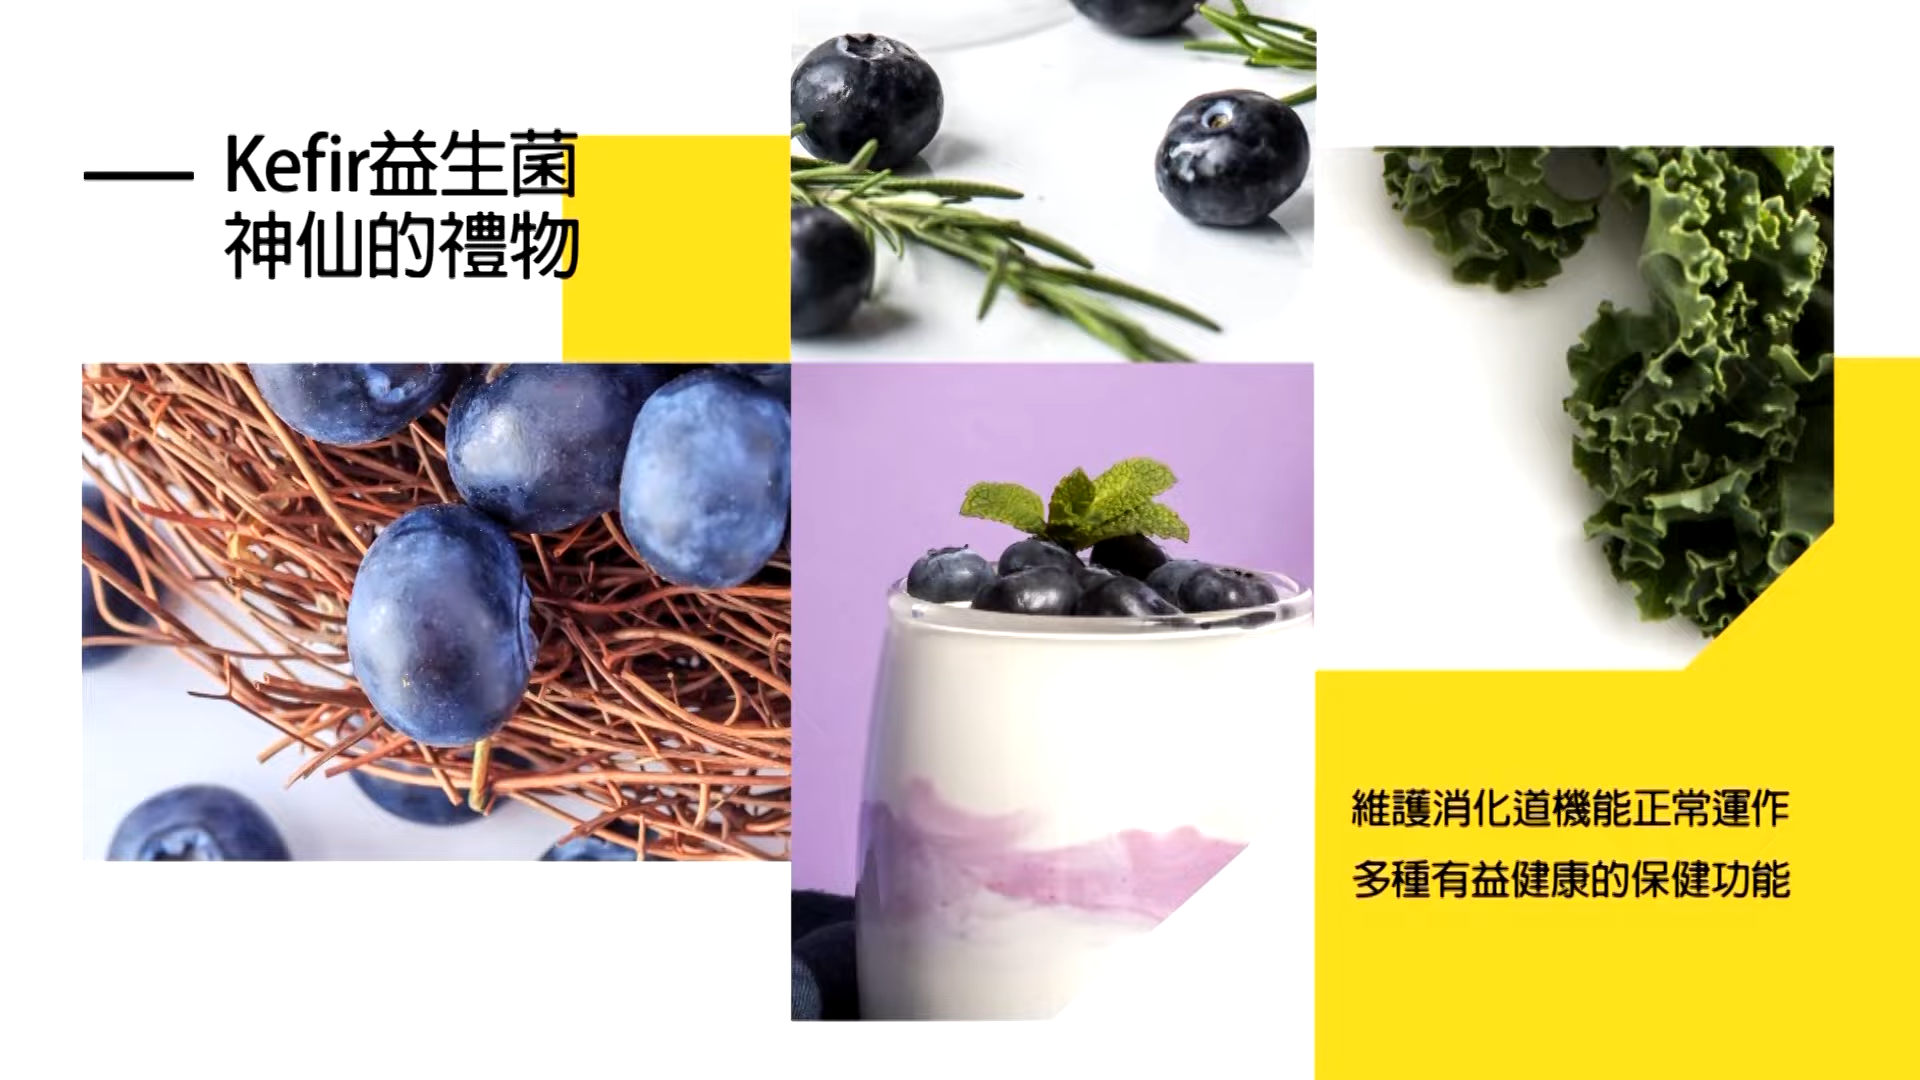 Kefir益生菌
神仙的禮物
維護消化道機能正常運作
多種有益健康的保健功能